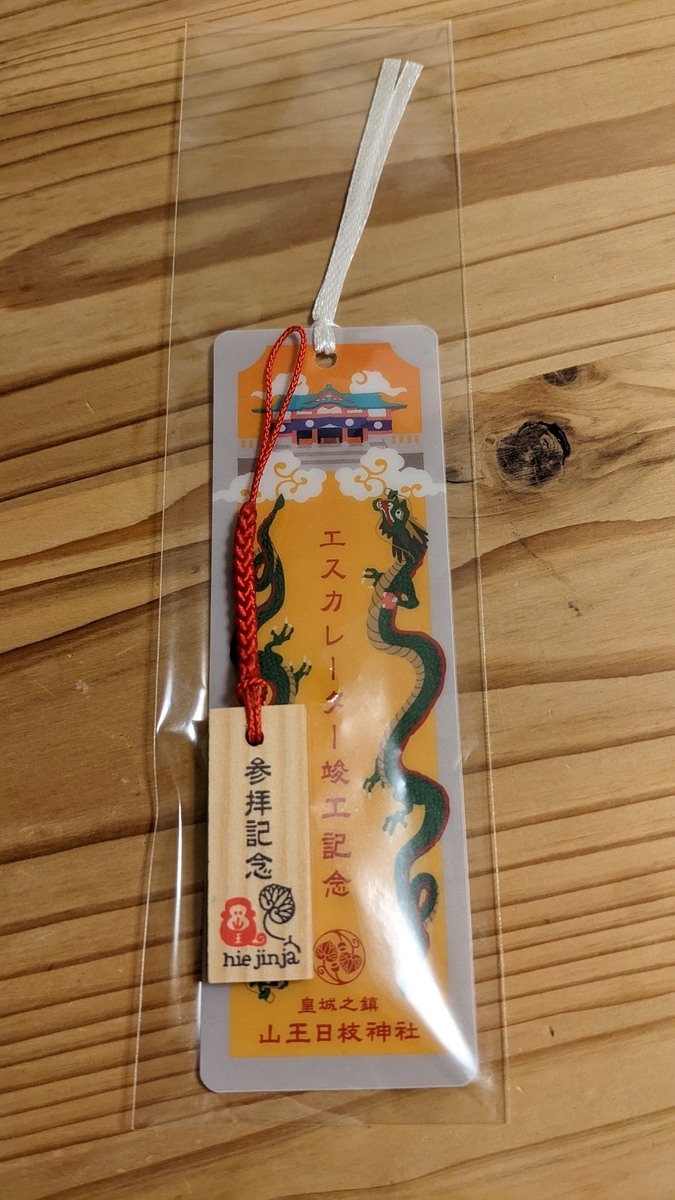 エスカレーター竣工記念
皇城之鎮
山王日枝神社
参拝記念
王
hie jinja